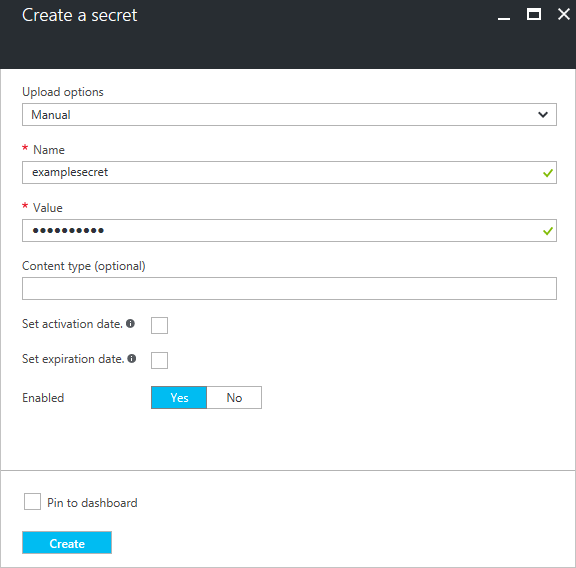 Create a secret
Upload options
Manual
* Name
examplesecret
* Value
●●●●●●●●●●
Content type (optional)
Set activation date.
Set expiration date.
Enabled Yes No
Pin to dashboard
Create